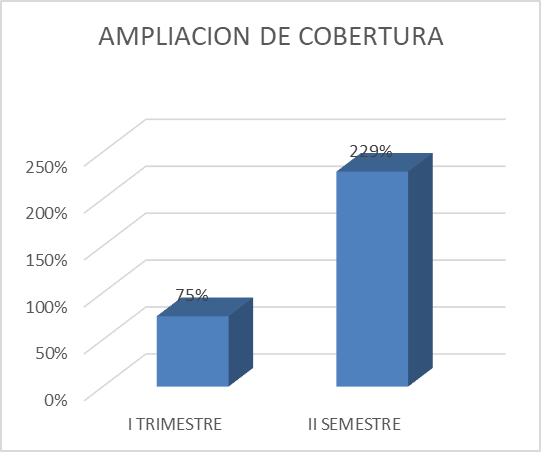 AMPLIACION DE COBERTURA
250%
200%
150%
100%
50%
0%
75%
229%
I TRIMESTRE
II SEMESTRE